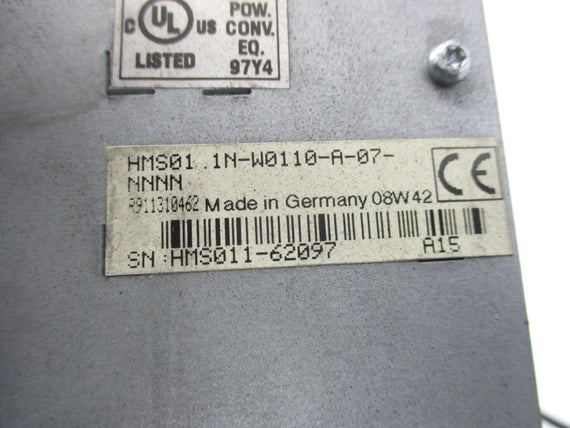 C UL US
LISTED
POW.
CONV.
EQ.
97Y4
HMS01.1N-W0110-A-07-
NNNN
R911310462 Made in Germany 08W42
CE
SN:HMS011-62097 A15